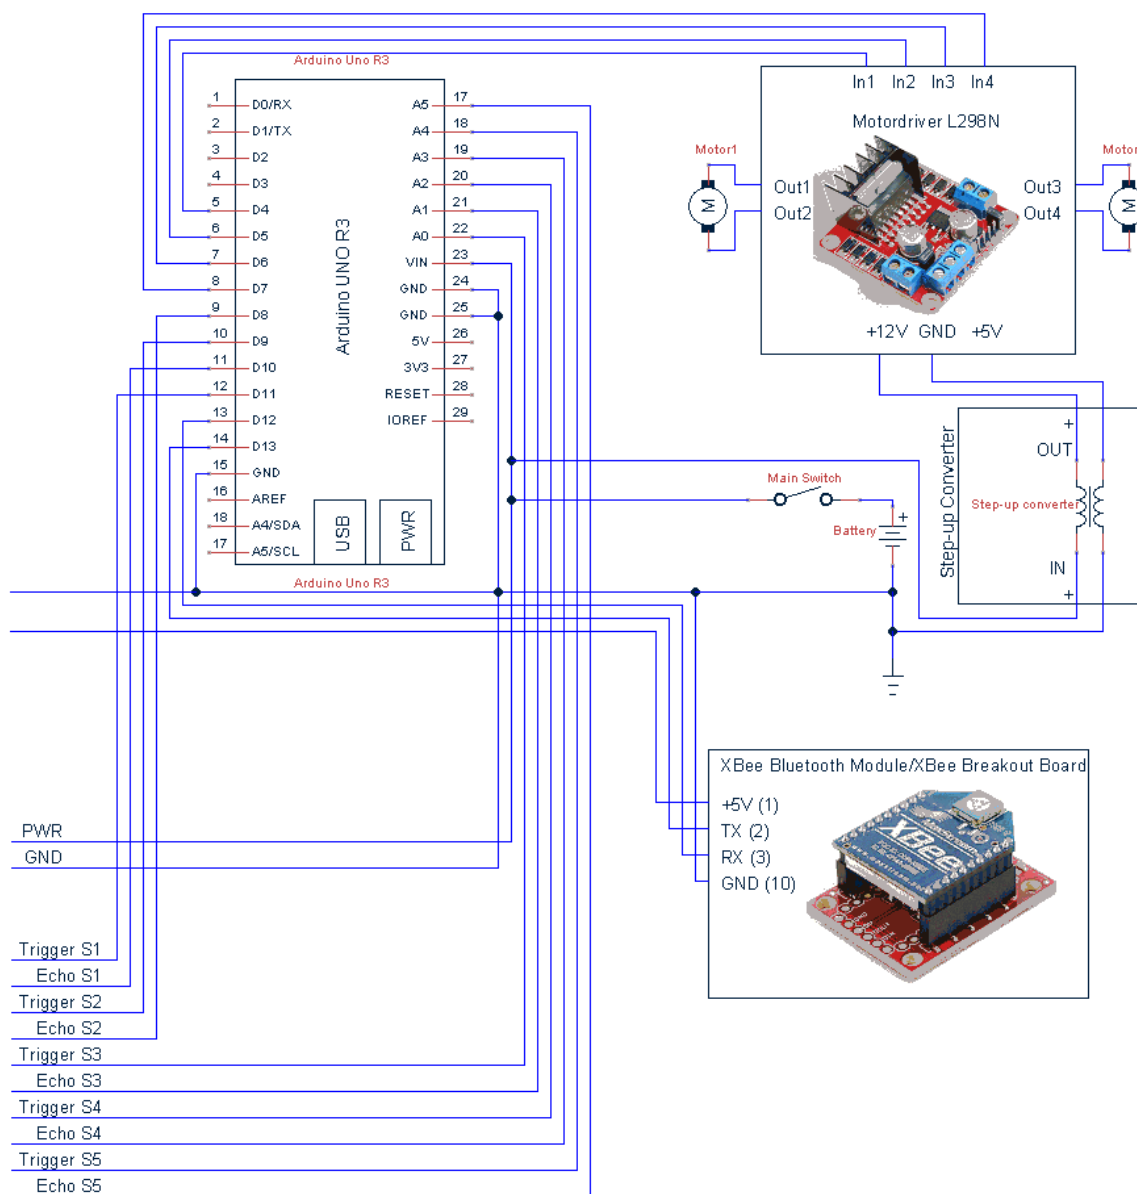 Arduino Uno R3
In1 In2 In3 In4
Motordriver L298N
1 D0/RX A5 17
2 D1/TX A4 18
3 D2 A3 19
4 D3 A2 20
5 D4 A1 21
6 D5 A0 22
7 D6 VIN 23
8 D7 GND 24
9 D8 GND 25
10 D9 5V 26
11 D10 3V3 27
12 D11 RESET 28
13 D12 IOREF 29
14 D13
15 GND
16 AREF
18 A4/SDA
17 A5/SCL
Arduino UNO R3
USB
PWR
Arduino Uno R3
Motor1
M
Out1
Out2
Out3
Out4
Motor
M
+12V GND +5V
Main Switch
+
Battery
Step-up Converter
+
OUT
Step-up converter
IN
+
XBee Bluetooth Module/XBee Breakout Board
+5V (1)
TX (2)
RX (3)
GND (10)
XBee
PWR
GND
Trigger S1
Echo S1
Trigger S2
Echo S2
Trigger S3
Echo S3
Trigger S4
Echo S4
Trigger S5
Echo S5